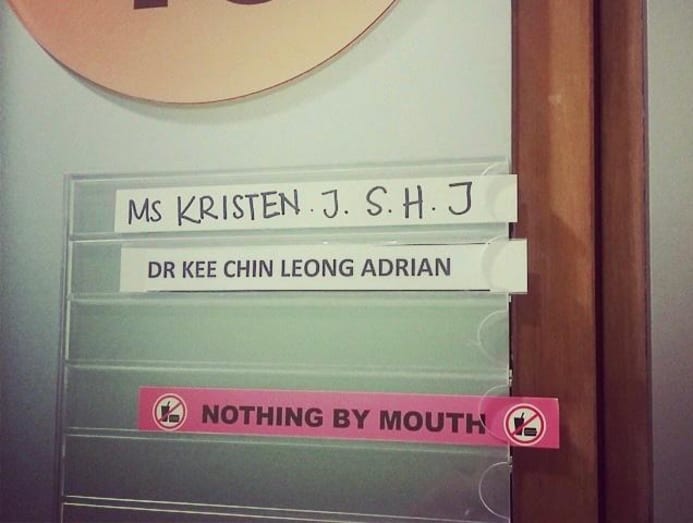 MS KRISTEN. J. S. H. J
DR KEE CHIN LEONG ADRIAN
NOTHING BY MOUTH